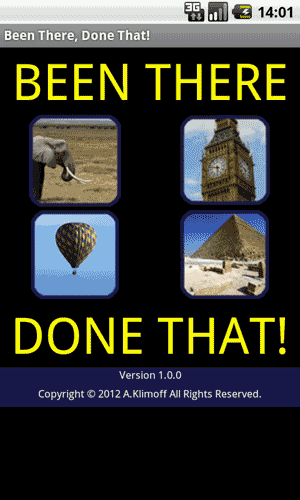 3G 14:01
Been There, Done That!
BEEN THERE
DONE THAT!
Version 1.0.0
Copyright © 2012 A.Klimoff All Rights Reserved.